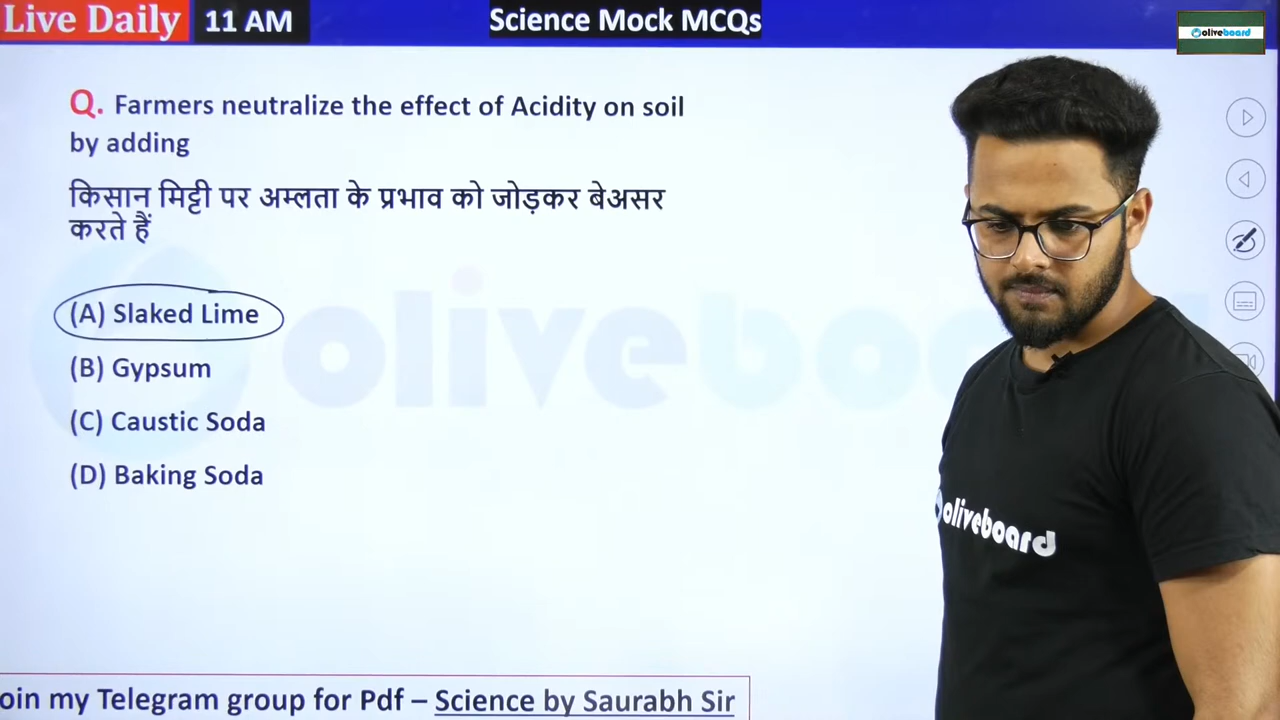 Live Daily 11 AM
Science Mock MCQs
oliveboard
Q. Farmers neutralize the effect of Acidity on soil
by adding
किसान मिट्टी पर अम्लता के प्रभाव को जोड़कर बेअसर
करते हैं
(A) Slaked Lime
(B) Gypsum
(C) Caustic Soda
(D) Baking Soda
oliveboard
oliveboard
oin my Telegram group for Pdf – Science by Saurabh Sir